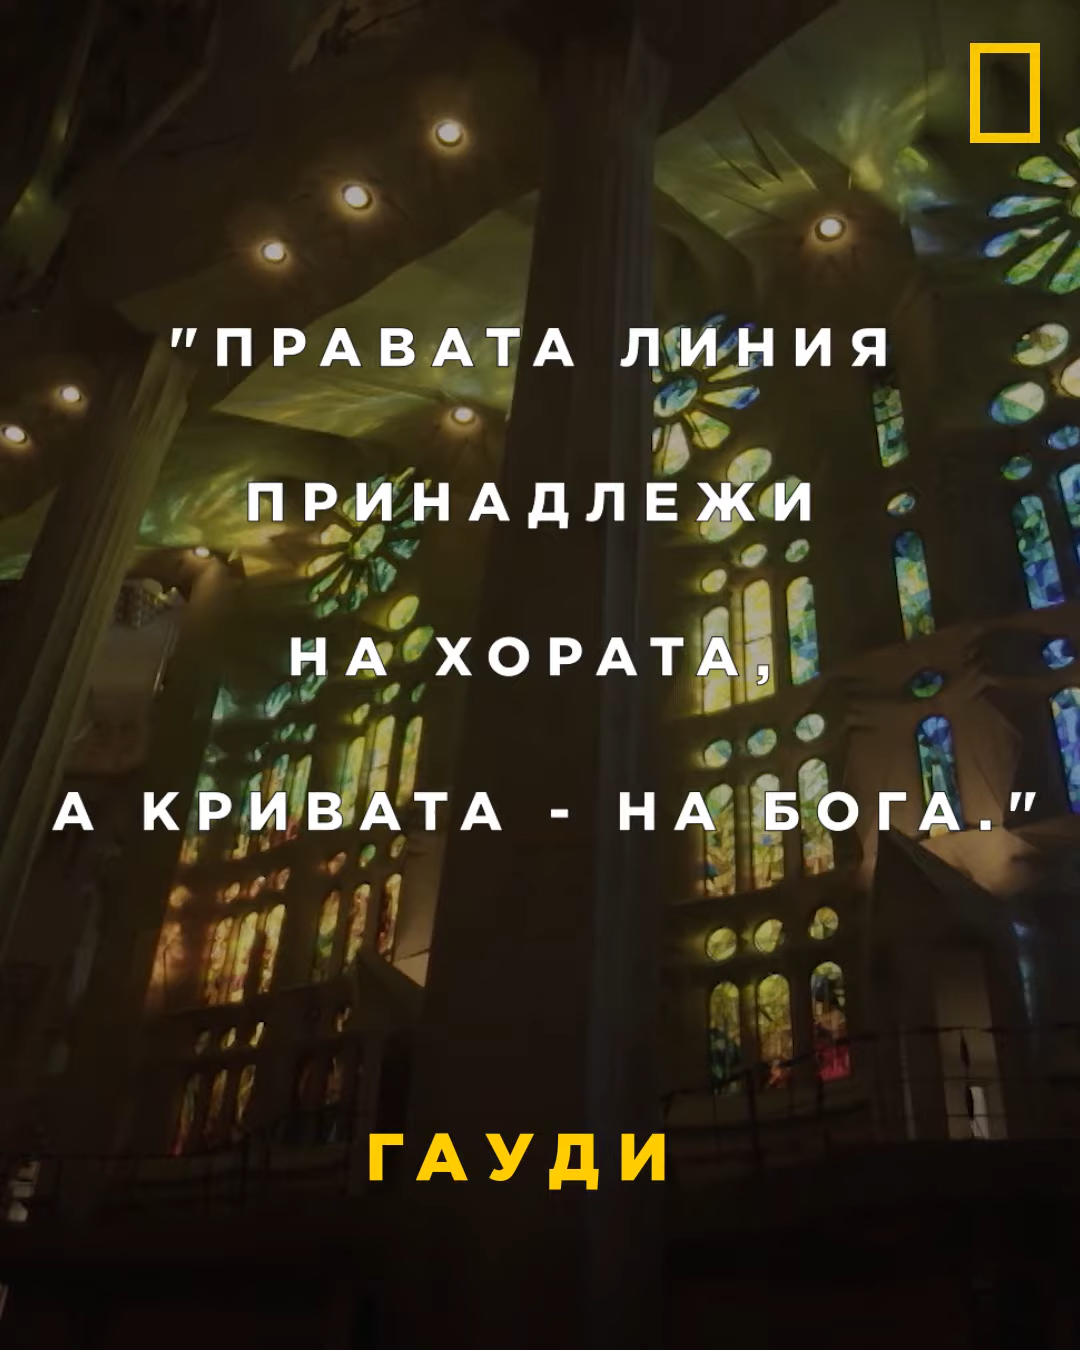 "ПРАВАТА ЛИНИЯ
ПРИНАДЛЕЖИ
НА ХОРАТА,
А КРИВАТА - НА БОГА."
ГАУДИ